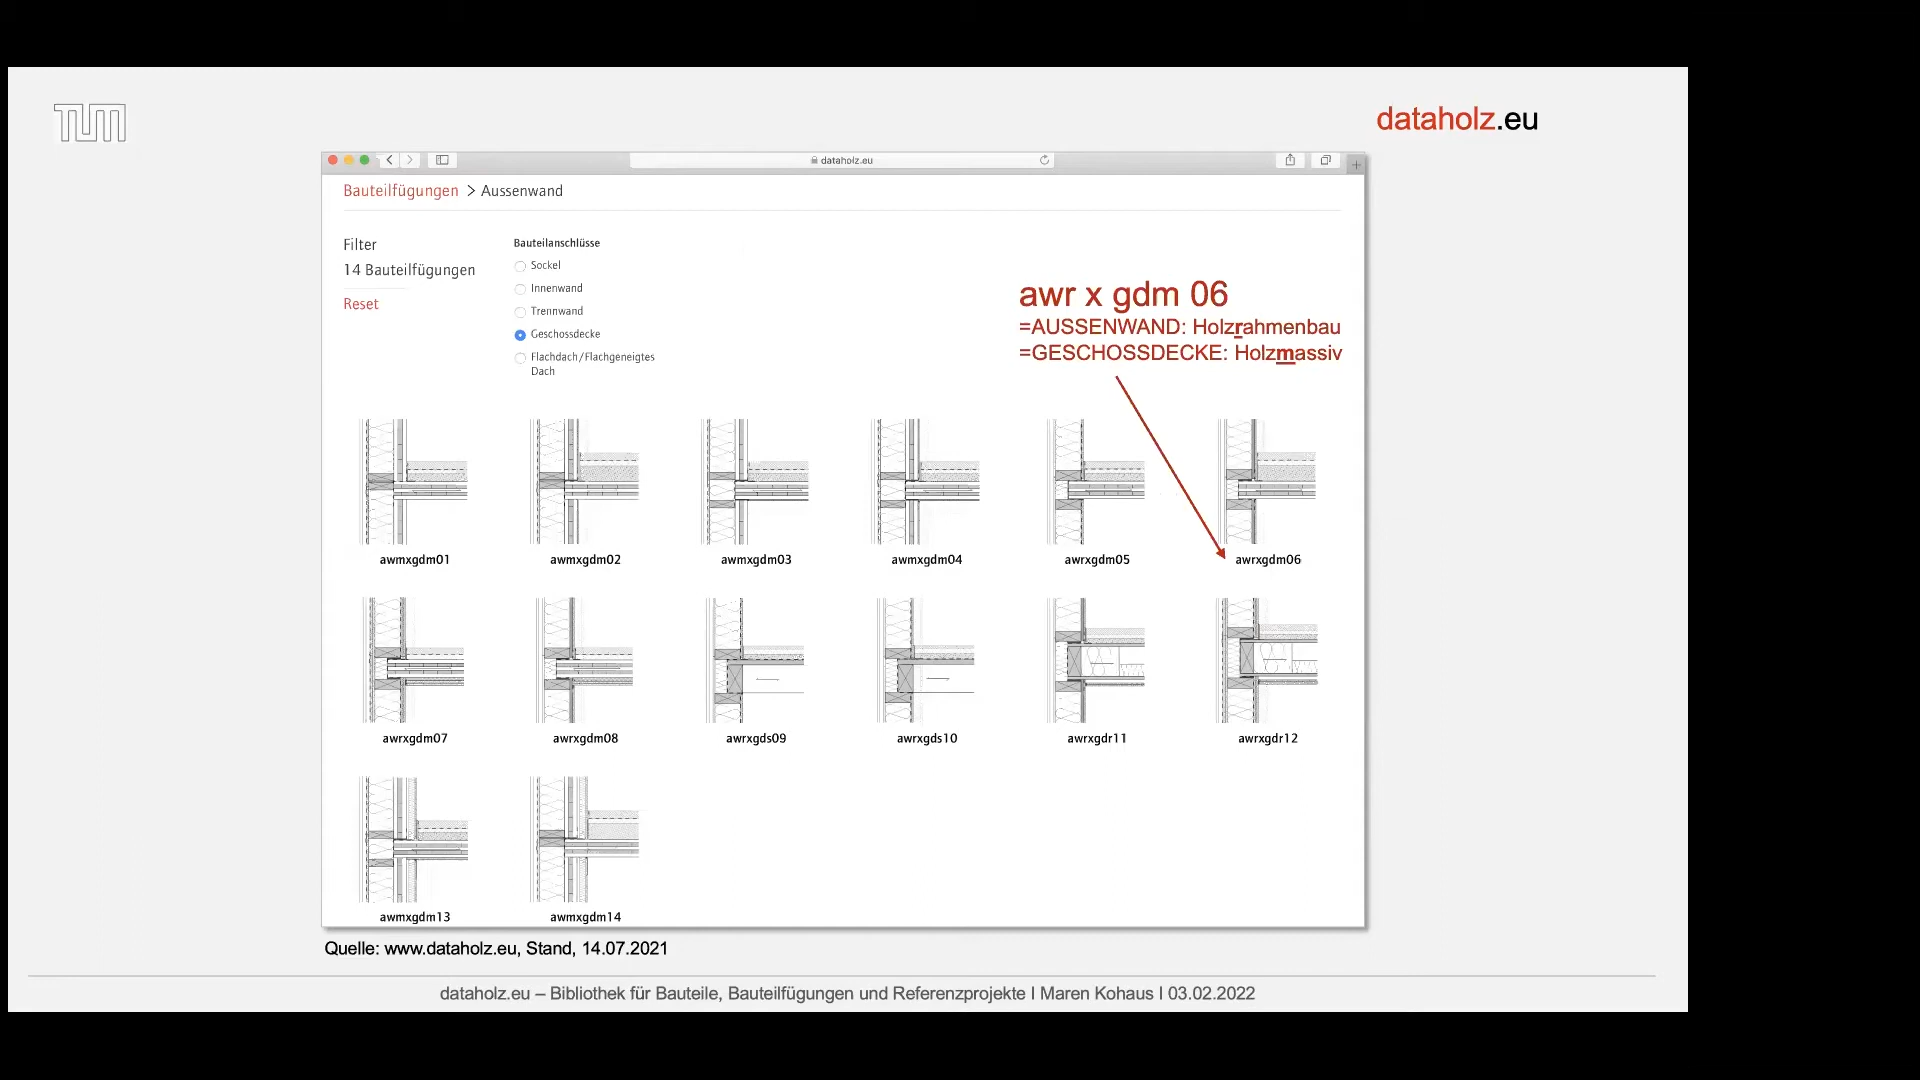 TUM
dataholz.eu
dataholz.eu
Bauteilfügungen > Aussenwand
Filter
14 Bauteilfügungen
Reset
Bauteilanschlüsse
Sockel
Innenwand
Trennwand
Geschossdecke
Flachdach/Flachgeneigtes
Dach
awr x gdm 06
=AUSSENWAND: Holzrahmenbau
=GESCHOSSDECKE: Holzmassiv
awmxgdm01
awmxgdm02
awmxgdm03
awmxgdm04
awrxgdm05
awrxgdm06
awrxgdm07
awrxgdm08
awrxgds09
awrxgds10
awrxgdr11
awrxgdr12
awmxgdm13
awmxgdm14
Quelle: www.dataholz.eu, Stand, 14.07.2021
dataholz.eu – Bibliothek für Bauteile, Bauteilfügungen und Referenzprojekte I Maren Kohaus I 03.02.2022